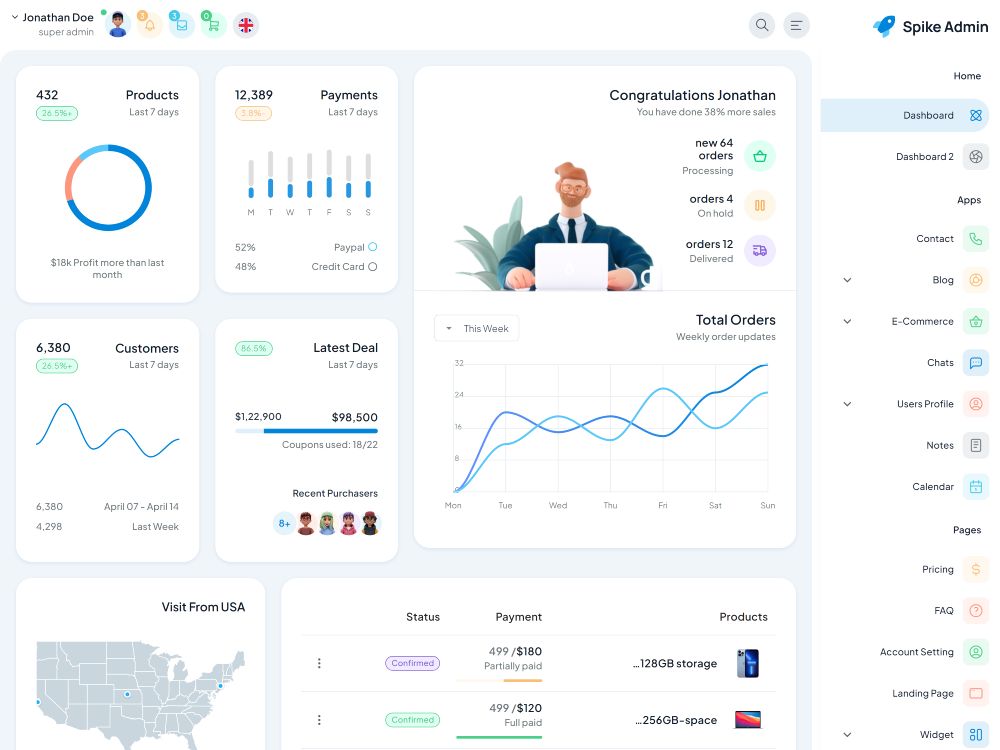 Jonathan Doe
super admin
3
3
0
Spike Admin
Home
Dashboard
Dashboard 2
Apps
Contact
Blog
E-Commerce
Chats
Users Profile
Notes
Calendar
Pages
Pricing
FAQ
Account Setting
Landing Page
Widget
432
Products
26.5%+
Last 7 days
$18k Profit more than last
month
12,389
Payments
3.8%-
Last 7 days
M T W T F S S
52%
Paypal
48%
Credit Card
Congratulations Jonathan
You have done 38% more sales
new 64
orders
Processing
orders 4
On hold
orders 12
Delivered
This Week
Total Orders
Weekly order updates
32
24
16
8
0
Mon Tue Wed Thu Fri Sat Sun
6,380
Customers
26.5%+
Last 7 days
6,380
April 07 - April 14
4,298
Last Week
86.5%
Latest Deal
Last 7 days
$1,22,900
$98,500
Coupons used: 18/22
Recent Purchasers
8+
Visit From USA
Status
Payment
Products
Confirmed
499 /$180
Partially paid
...128GB storage
Confirmed
499 /$120
Full paid
...256GB-space